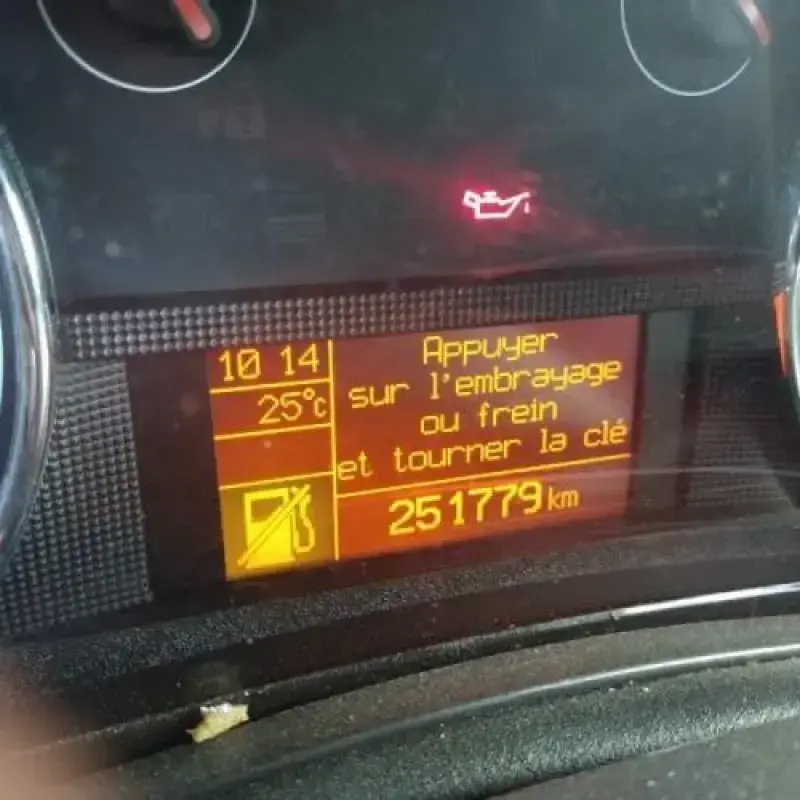 10 14
25°c
Appuyer
sur l'embrayage
ou frein
et tourner la clé
251779 km